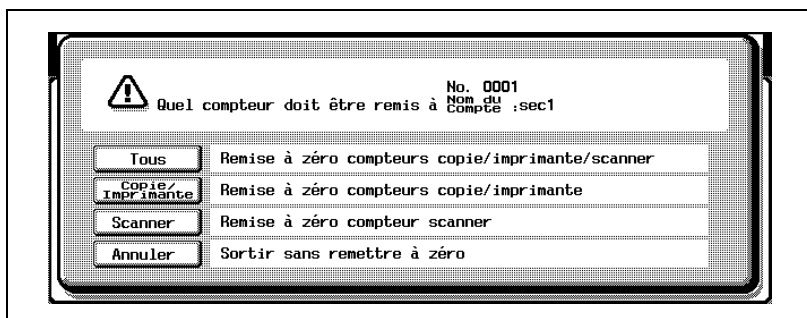 No. 0001
Quel compteur doit être remis à Nom du Compte :sec1
Tous Remise à zéro compteurs copie/imprimante/scanner
Copie/Imprimante Remise à zéro compteurs copie/imprimante
Scanner Remise à zéro compteur scanner
Annuler Sortir sans remettre à zéro